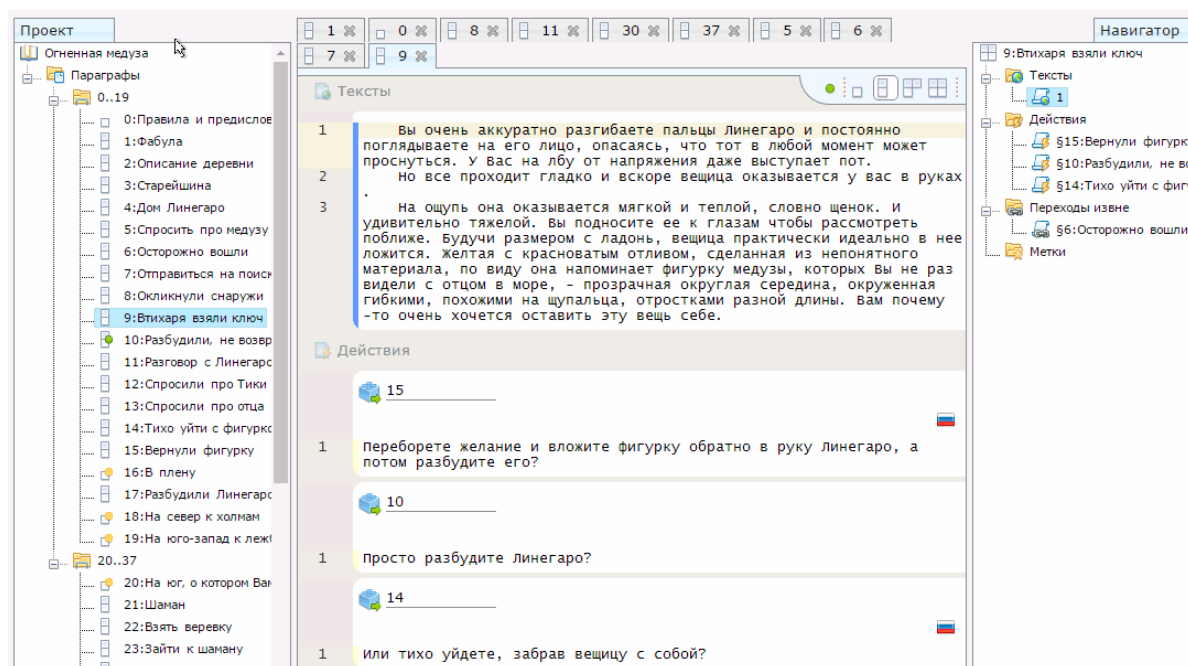 Проект
Огненная медуза
Параграфы
0..19
0:Правила и предислов
1:Фабула
2:Описание деревни
3:Старейшина
4:Дом Линегаро
5:Спросить про медузу
6:Осторожно вошли
7:Отправиться на поиск
8:Окликнули снаружи
9:Втихаря взяли ключ
10:Разбудили, не возвр
11:Разговор с Линегарс
12:Спросили про Тики
13:Спросили про отца
14:Тихо уйти с фигурко
15:Вернули фигурку
16:В плену
17:Разбудили Линегарс
18:На север к холмам
19:На юго-запад к леж
20..37
20:На юг, о котором Ва
21:Шаман
22:Взять веревку
23:Зайти к шаману
1 0 8 11 30 37 5 6
7 9
Тексты
1 Вы очень аккуратно разгибаете пальцы Линегаро и постоянно
поглядываете на его лицо, опасаясь, что тот в любой момент может
проснуться. У Вас на лбу от напряжения даже выступает пот.
2 Но все проходит гладко и вскоре вещица оказывается у вас в руках
.
3 На ощупь она оказывается мягкой и теплой, словно щенок. И
удивительно тяжелой. Вы подносите ее к глазам чтобы рассмотреть
поближе. Будучи размером с ладонь, вещица практически идеально в нее
ложится. Желтая с красноватым отливом, сделанная из непонятного
материала, по виду она напоминает фигурку медузы, которых Вы не раз
видели с отцом в море, - прозрачная округлая середина, окруженная
гибкими, похожими на щупальца, отростками разной длины. Вам почему
-то очень хочется оставить эту вещь себе.
Действия
15
1 Переборете желание и вложите фигурку обратно в руку Линегаро, а
потом разбудите его?
10
1 Просто разбудите Линегаро?
14
1 Или тихо уйдете, забрав вещицу с собой?
Навигатор
9:Втихаря взяли ключ
Тексты
1
Действия
§15:Вернули фигурк
§10:Разбудили, не во
§14:Тихо уйти с фиг
Переходы извне
§6:Осторожно вошли
Метки